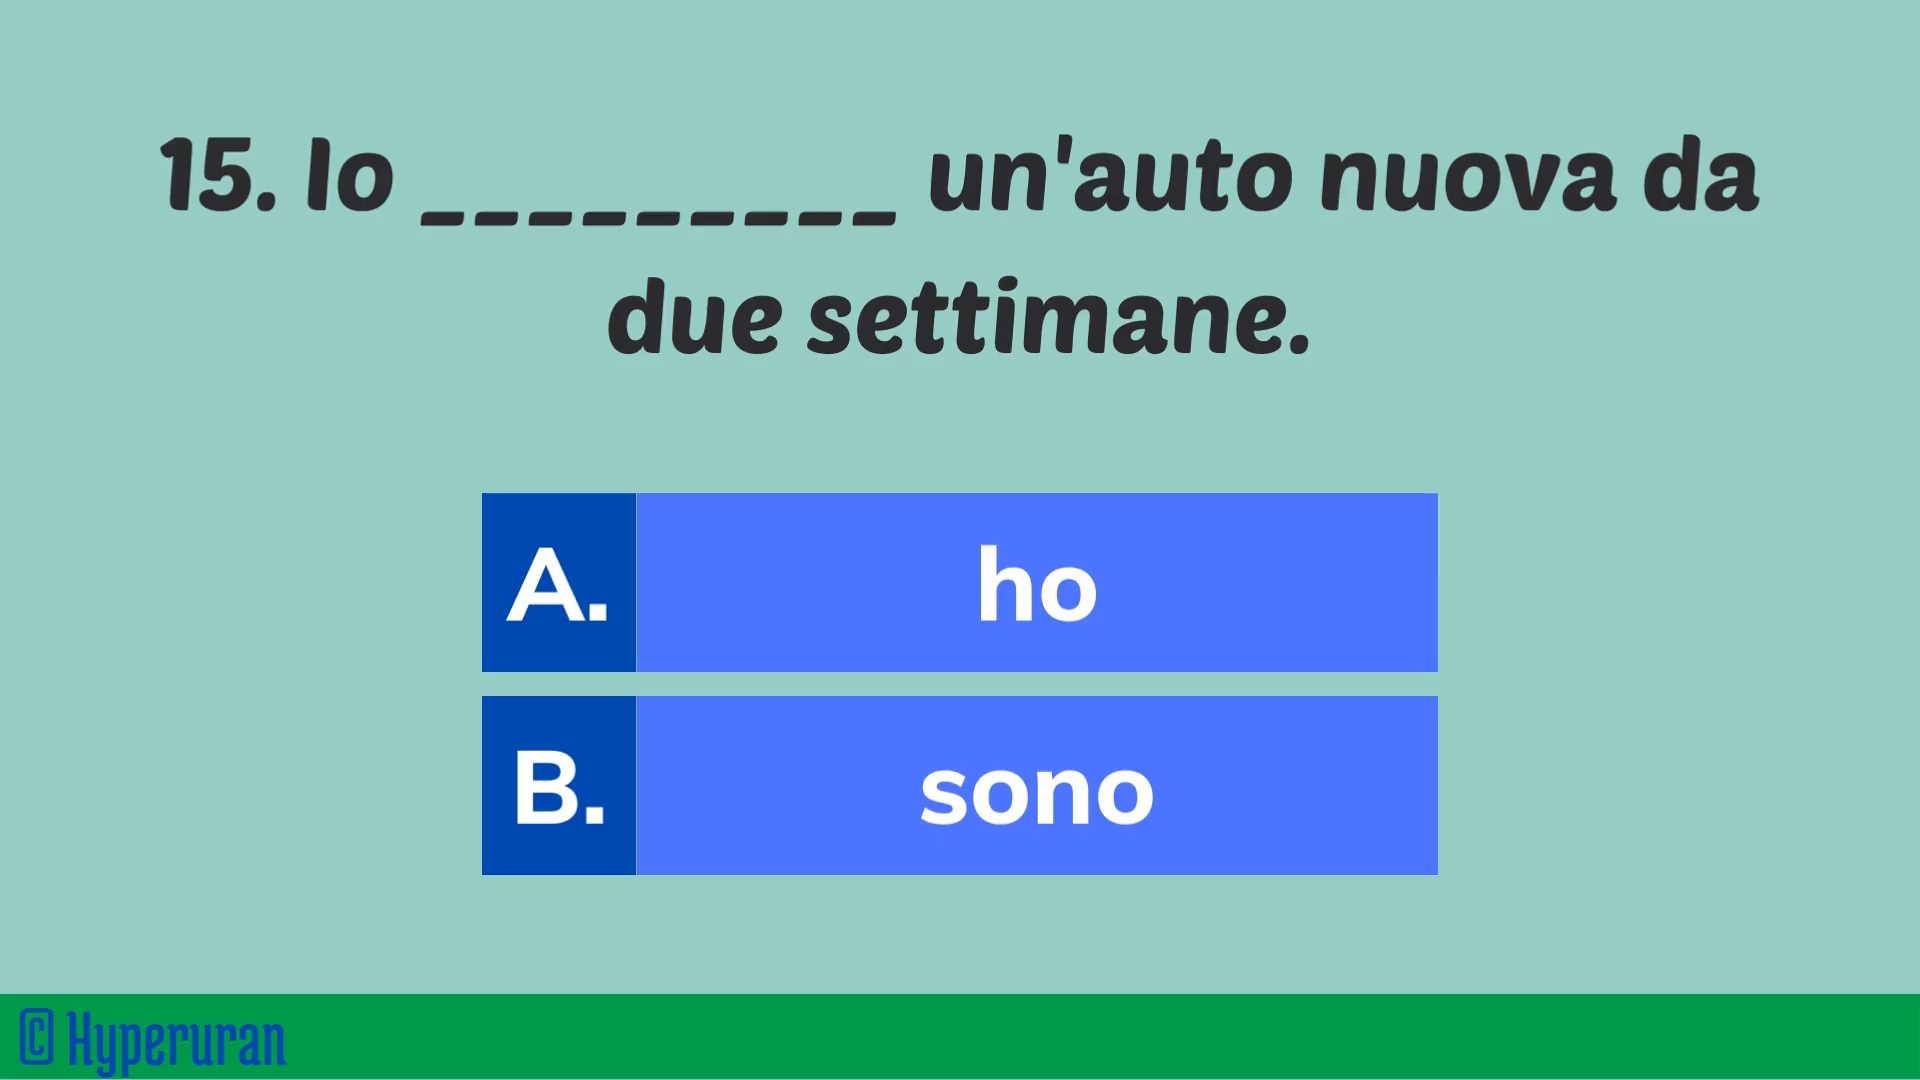 15. Io _________ un'auto nuova da
due settimane.
A. ho
B. sono
© Hyperuran